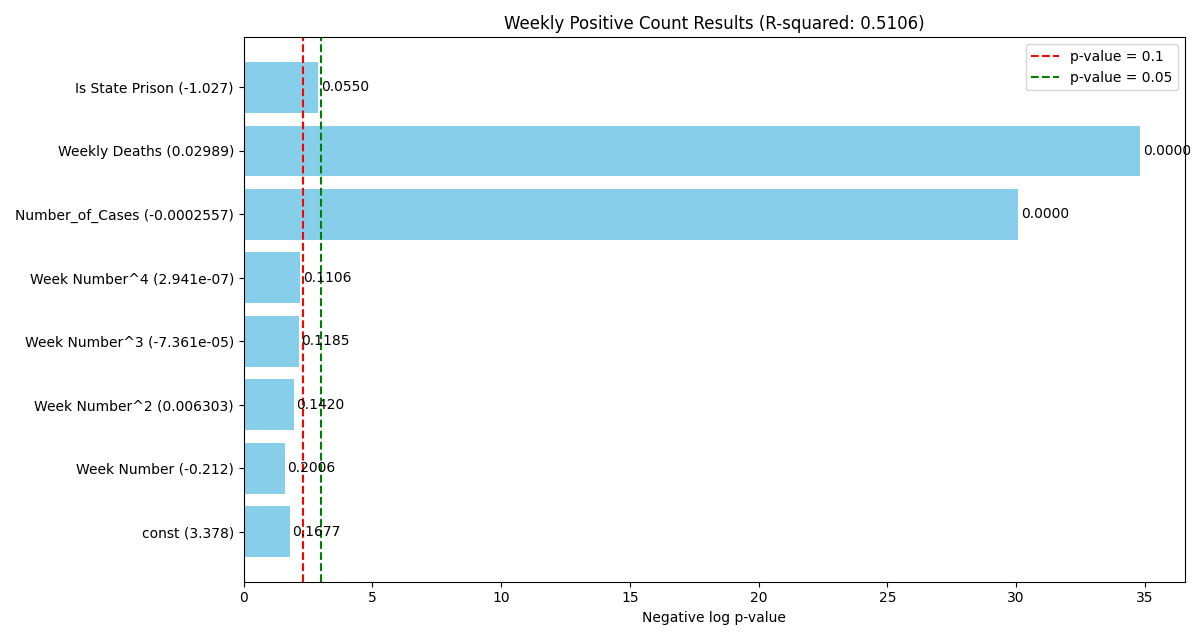 Weekly Positive Count Results (R-squared: 0.5106)
p-value = 0.1
p-value = 0.05
Is State Prison (-1.027) 0.0550
Weekly Deaths (0.02989) 0.0000
Number_of_Cases (-0.0002557) 0.0000
Week Number^4 (2.941e-07) 0.1106
Week Number^3 (-7.361e-05) 0.1185
Week Number^2 (0.006303) 0.1420
Week Number (-0.212) 0.2006
const (3.378) 0.1677
0 5 10 15 20 25 30 35
Negative log p-value